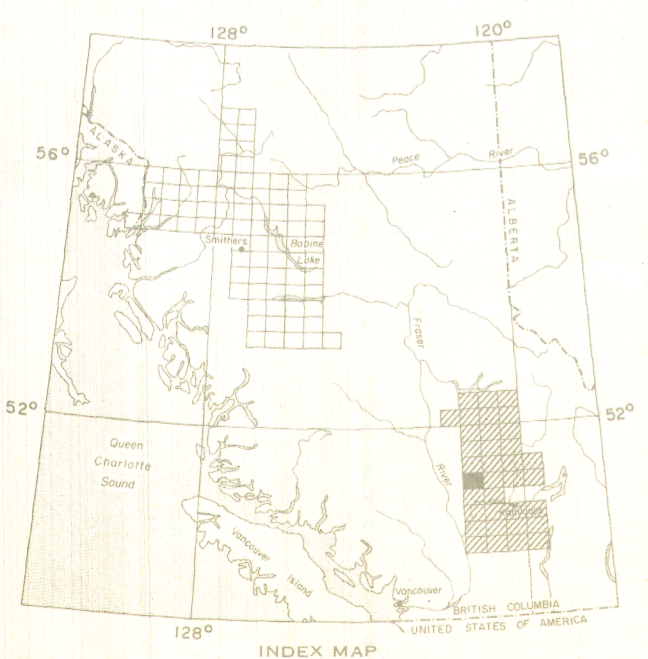 128°
120°
ALASKA
56°
Peace River
56°
ALBERTA
Smithers
Babine
Lake
Fraser
River
52°
52°
Queen
Charlotte
Sound
Vancouver Island
Vancouver
BRITISH COLUMBIA
UNITED STATES OF AMERICA
128°
INDEX MAP